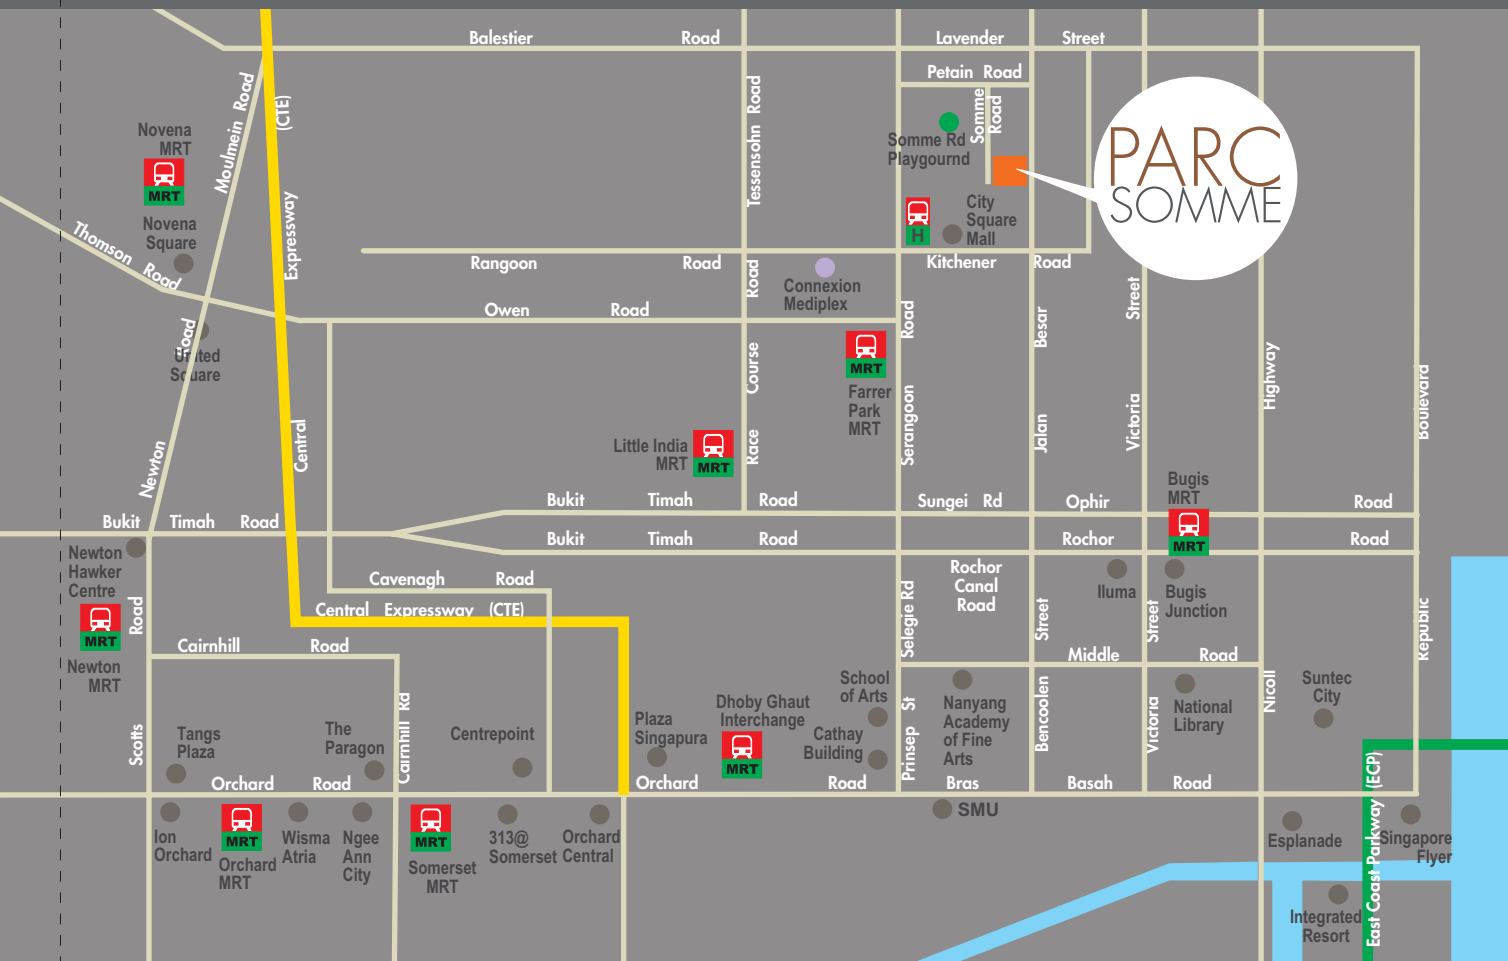 Balestier Road
Lavender Street
Petain Road
Somme
Road
Moulmein Road
(CTE)
Expressway
Central
Tessensohn Road
Novena
MRT
MRT
Novena
Square
Thomson Road
Somme Rd
Playgournd
PARC
SOMME
City
Square
Mall
H
Rangoon Road
Kitchener Road
Connexion
Mediplex
Owen Road
Newton Road
United
Square
Race Course Road
Serangoon Road
Jalan Besar
Victoria Street
Highway
Boulevard
MRT
Farrer
Park
MRT
Little India
MRT
MRT
Bukit Timah Road
Sungei Rd
Ophir Road
Bugis
MRT
MRT
Bukit Timah Road
Bukit Timah Road
Rochor Road
Newton
Hawker
Centre
MRT
Newton
MRT
Cavenagh Road
Central Expressway (CTE)
Rochor
Canal
Road
Iluma
Bugis
Junction
Selegie Rd
Prinsep St
Bencoolen Street
Victoria Street
Nicoll
Republic
Scotts Road
Cairnhill Road
Cairnhill Rd
Middle Road
School
of Arts
Nanyang
Academy
of Fine
Arts
National
Library
Suntec
City
Tangs
Plaza
The
Paragon
Centrepoint
Plaza
Singapura
Dhoby Ghaut
Interchange
MRT
Cathay
Building
Orchard Road
Orchard Road
Bras Basah Road
East Coast Parkway (ECP)
Ion
Orchard
MRT
Orchard
MRT
Wisma
Atria
Ngee
Ann
City
MRT
Somerset
MRT
313@
Somerset
Orchard
Central
SMU
Esplanade
Singapore
Flyer
Integrated
Resort